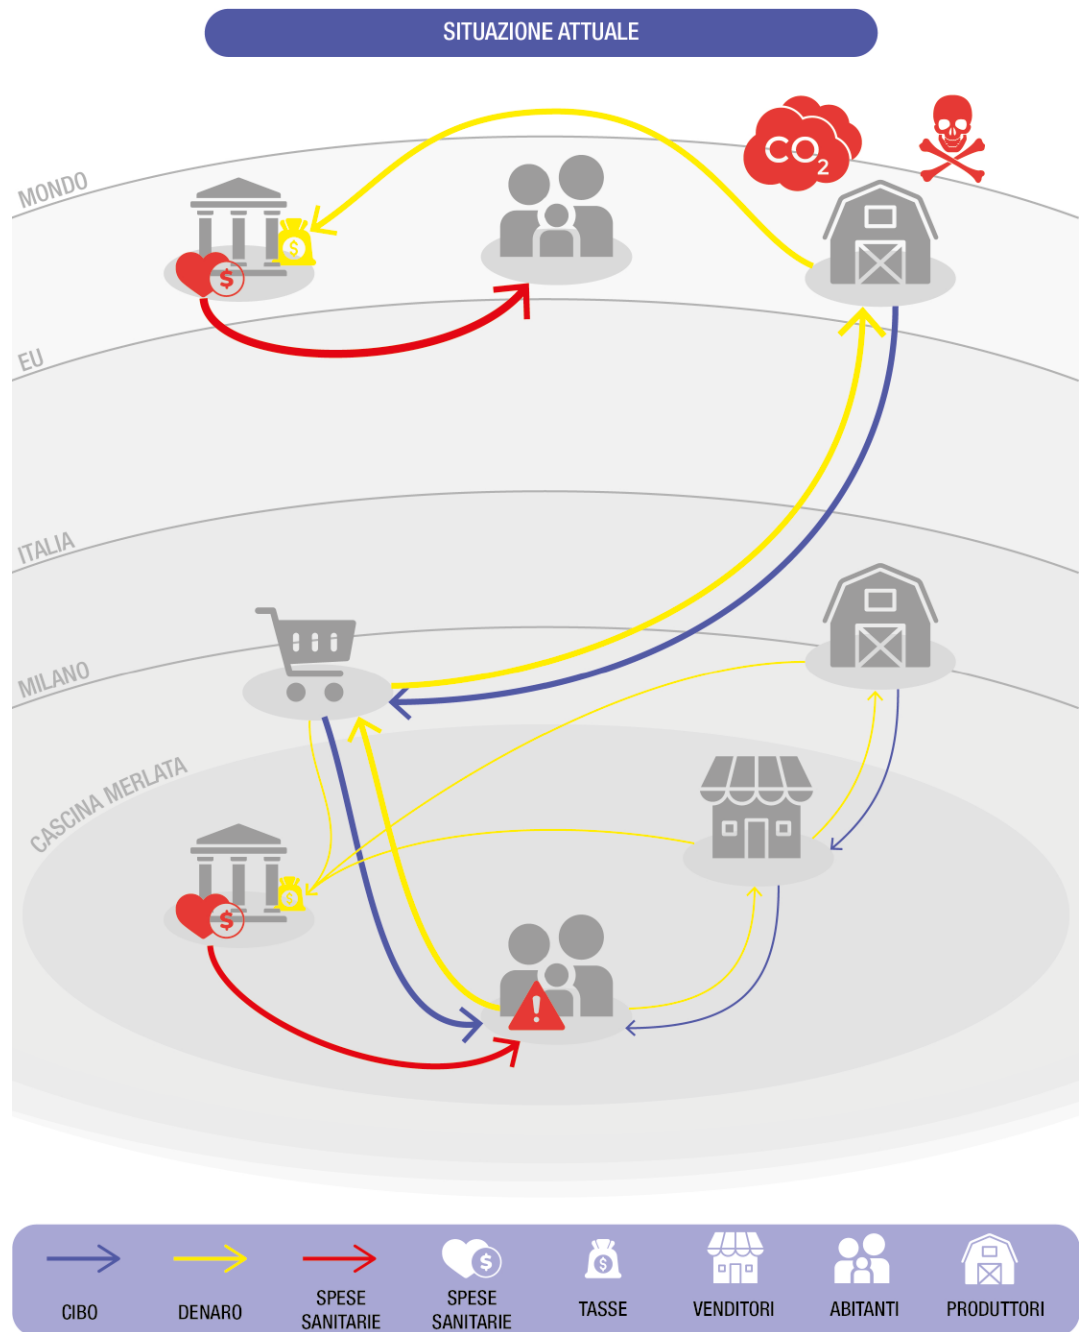 SITUAZIONE ATTUALE
CO2
MONDO
$
$
EU
ITALIA
MILANO
CASCINA MERLATA
$
$
!
$
$
CIBO
DENARO
SPESE
SANITARIE
SPESE
SANITARIE
TASSE
VENDITORI
ABITANTI
PRODUTTORI